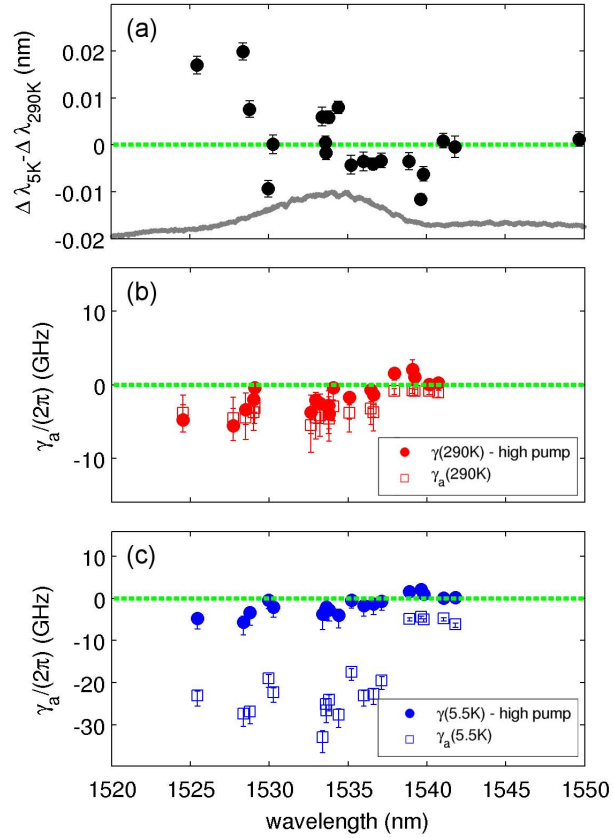 (a)
Δ λ5K-Δ λ290K (nm)
0.02
0.01
0
-0.01
-0.02
(b)
γa/(2π) (GHz)
10
0
-10
γ(290K) - high pump
γa(290K)
(c)
γa/(2π) (GHz)
10
0
-10
-20
-30
γ(5.5K) - high pump
γa(5.5K)
1520 1525 1530 1535 1540 1545 1550
wavelength (nm)